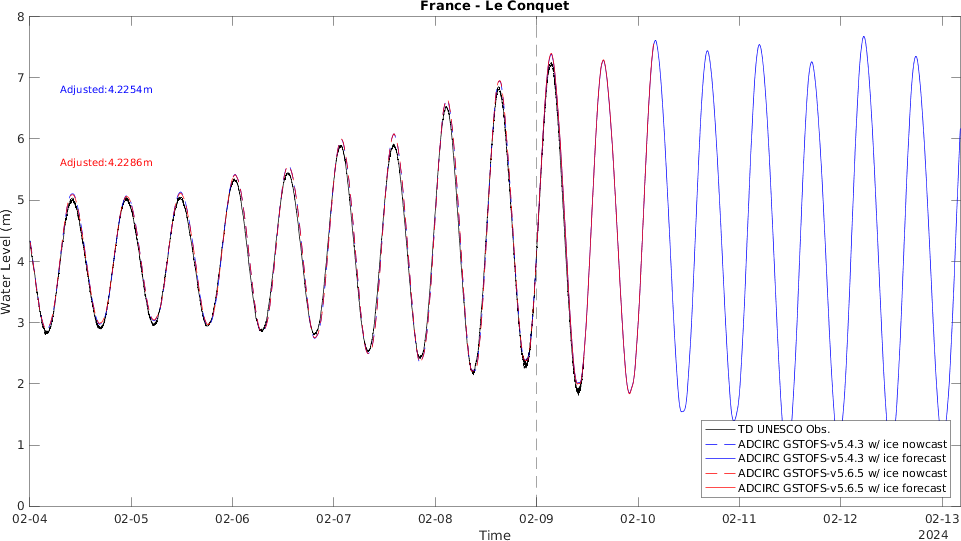 France - Le Conquet
8
7
6
5
4
3
2
1
0
Water Level (m)
Adjusted:4.2254m
Adjusted:4.2286m
TD UNESCO Obs.
ADCIRC GSTOFS-v5.4.3 w/ ice nowcast
ADCIRC GSTOFS-v5.4.3 w/ ice forecast
ADCIRC GSTOFS-v5.6.5 w/ ice nowcast
ADCIRC GSTOFS-v5.6.5 w/ ice forecast
02-04 02-05 02-06 02-07 02-08 02-09 02-10 02-11 02-12 02-13
Time
2024